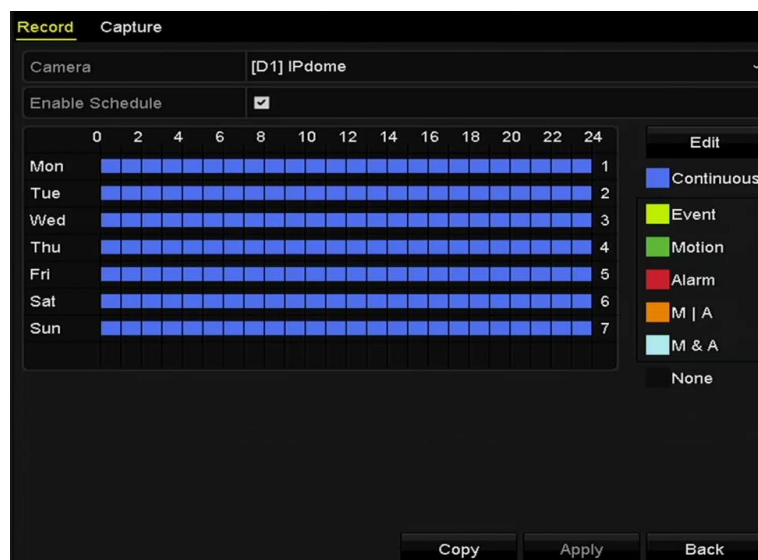 Record Capture
Camera [D1] IPdome
Enable Schedule
0 2 4 6 8 10 12 14 16 18 20 22 24
Edit
Mon 1
Continuous
Tue 2
Event
Wed 3
Motion
Thu 4
Alarm
Fri 5
M | A
Sat 6
M & A
Sun 7
None
Copy Apply Back